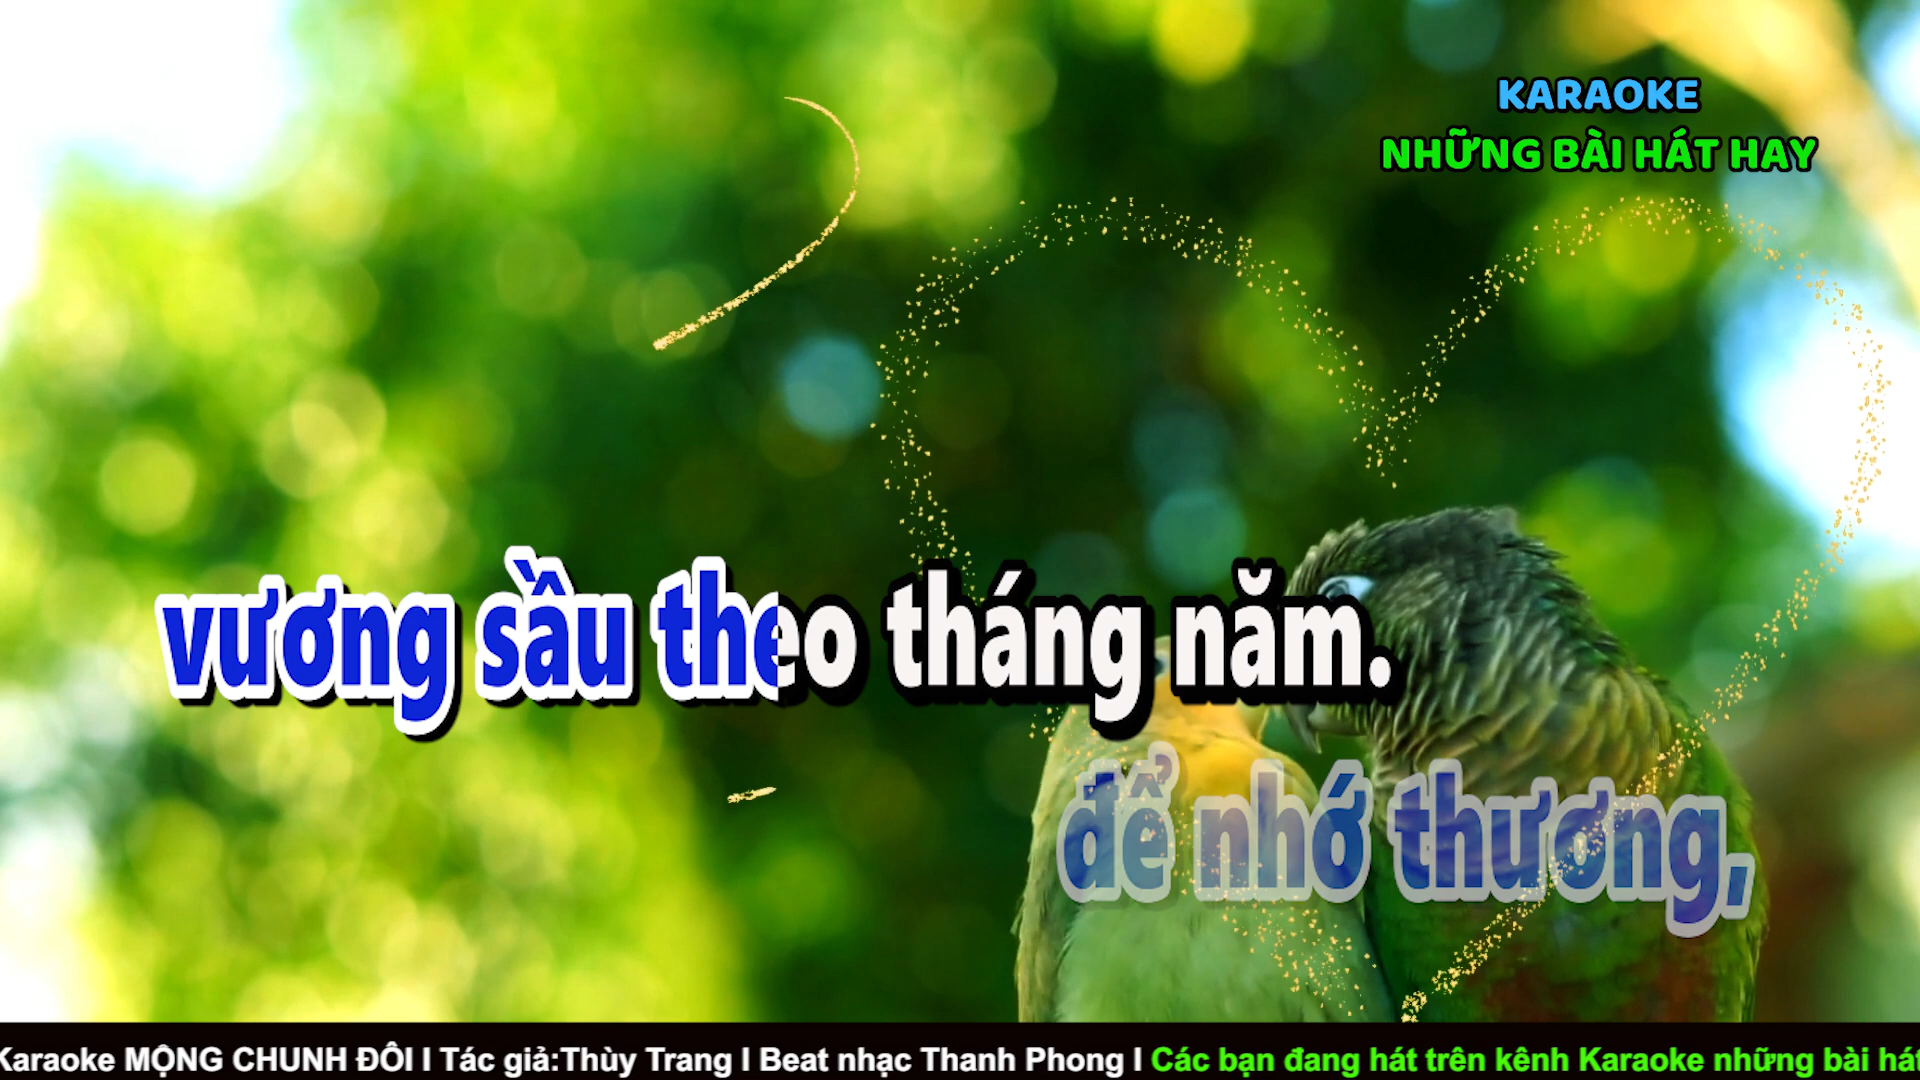 KARAOKE
NHỮNG BÀI HÁT HAY
vương sầu theo tháng năm.
để nhớ thương,
Karaoke MỘNG CHUNH ĐÔI I Tác giả:Thùy Trang I Beat nhạc Thanh Phong I Các bạn đang hát trên kênh Karaoke những bài hát